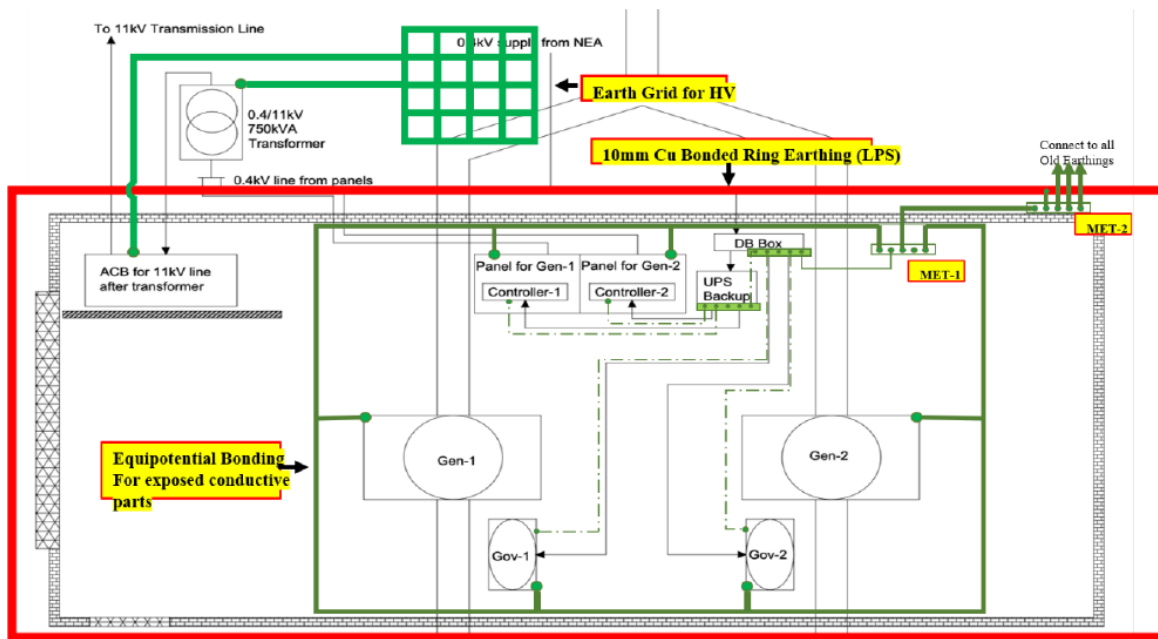 To 11kV Transmission Line
0.4kV supply from NEA
Earth Grid for HV
0.4/11kV
750kVA
Transformer
10mm Cu Bonded Ring Earthing (LPS)
Connect to all
Old Earthings
0.4kV line from panels
MET-2
MET-1
DB Box
ACB for 11kV line
after transformer
Panel for Gen-1
Panel for Gen-2
Controller-1
Controller-2
UPS
Backup
Equipotential Bonding
For exposed conductive
parts
Gen-1
Gen-2
Gov-1
Gov-2